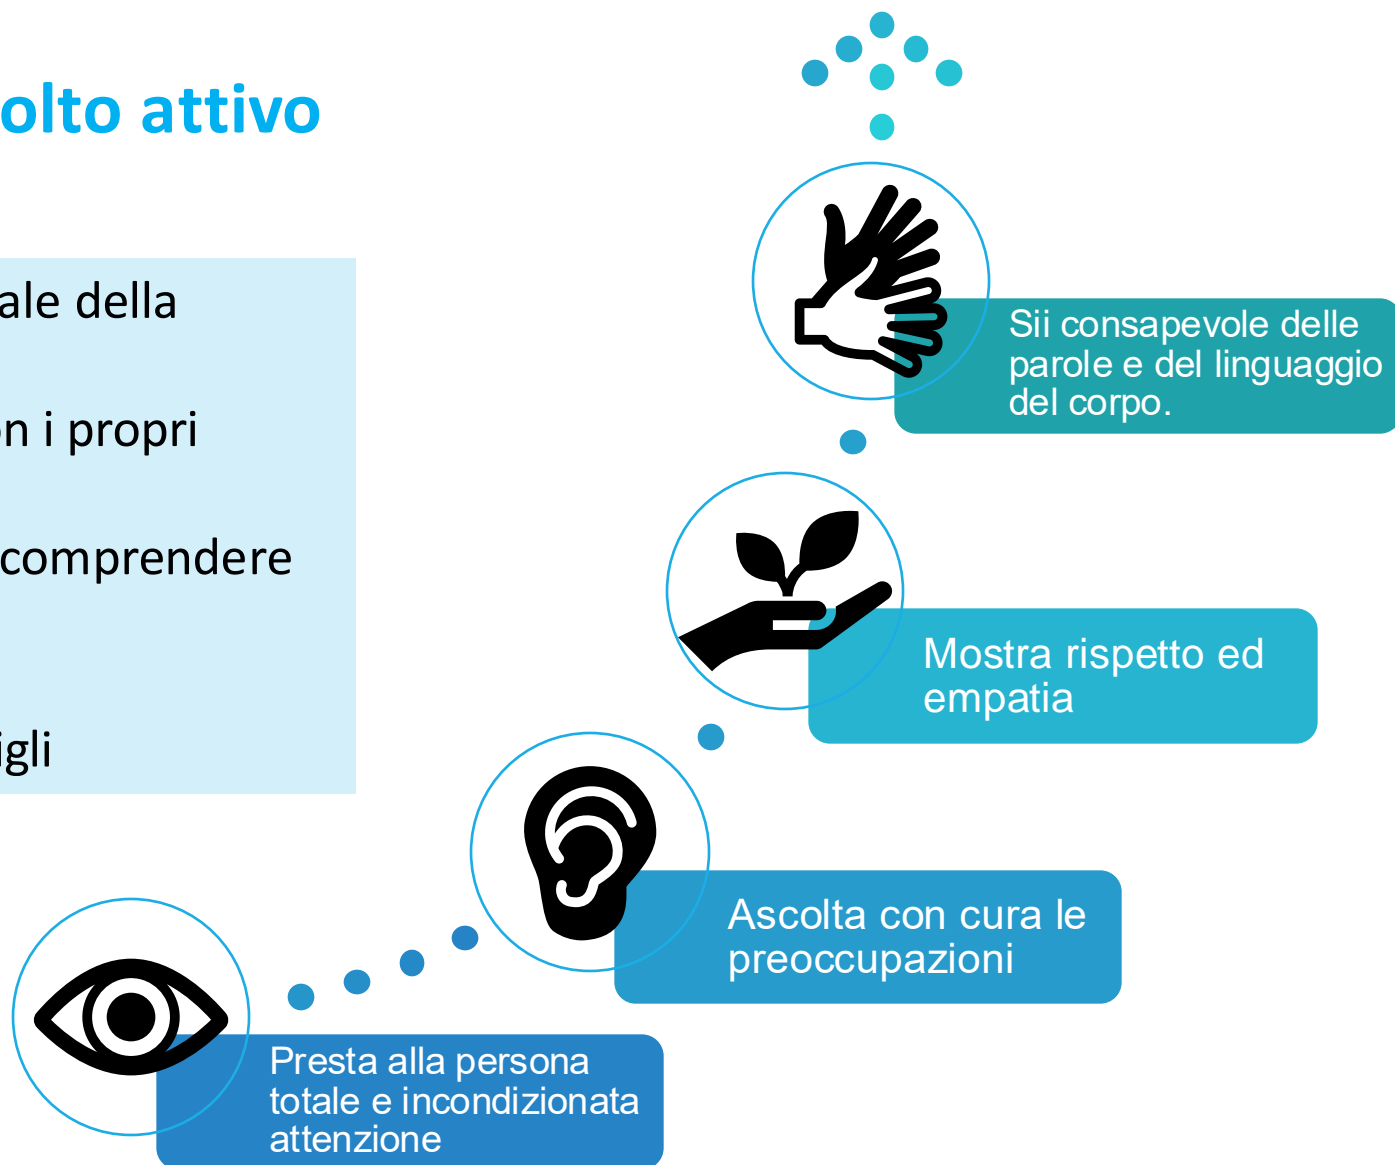 olto attivo
ale della
n i propri
comprendere
igli
Sii consapevole delle
parole e del linguaggio
del corpo.
Mostra rispetto ed
empatia
Ascolta con cura le
preoccupazioni
Presta alla persona
totale e incondizionata
attenzione